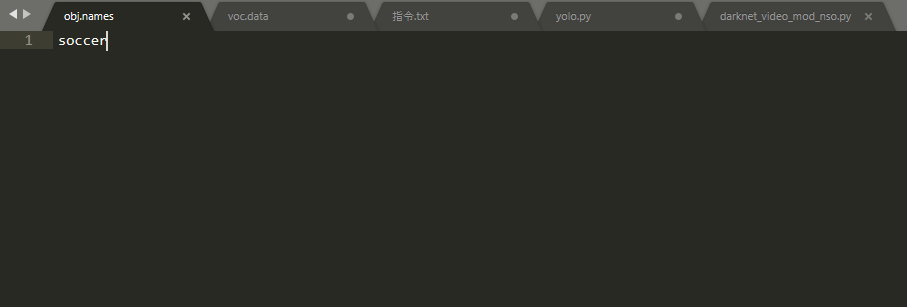 obj.names
voc.data
指令.txt
yolo.py
darknet_video_mod_nso.py
1 soccer